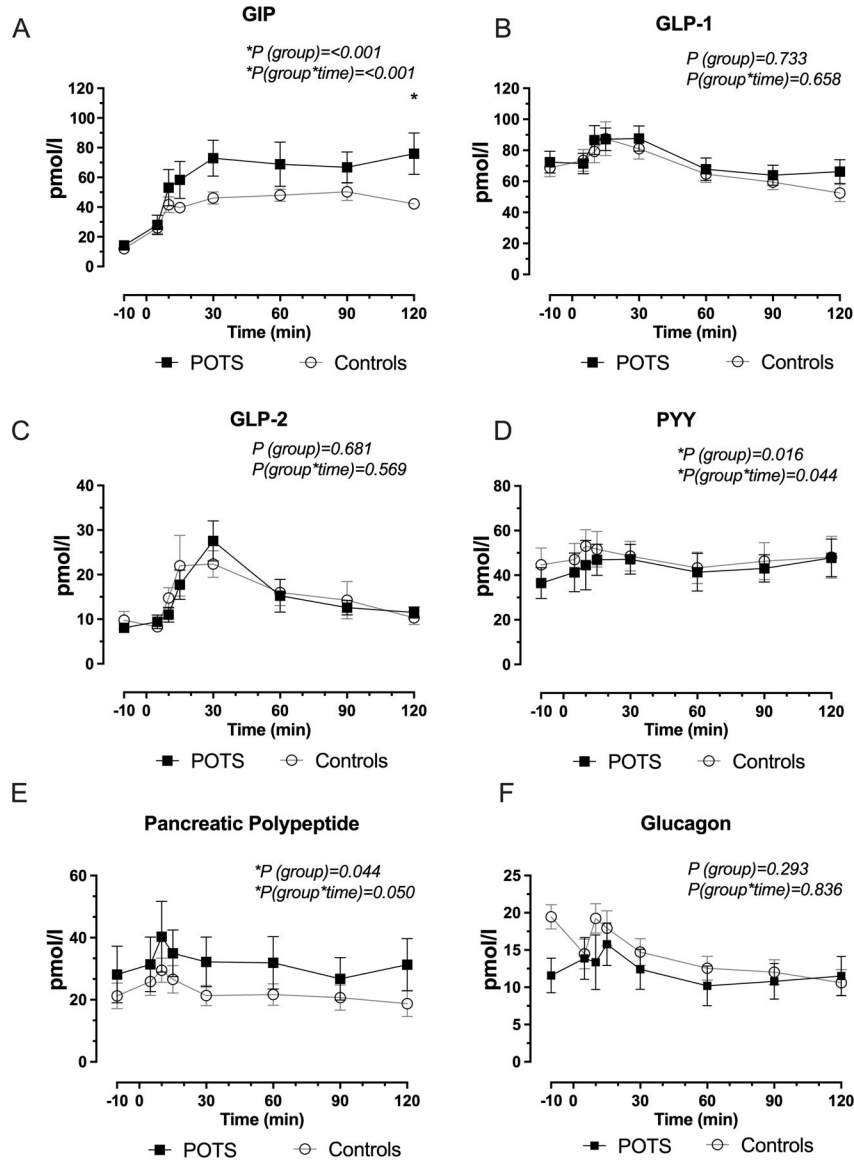 A
GIP
*P (group)=<0.001
*P(group*time)=<0.001
*
120
100
80
60
40
20
0
pmol/l
-10 0 30 60 90 120
Time (min)
POTS Controls
B
GLP-1
P (group)=0.733
P(group*time)=0.658
120
100
80
60
40
20
0
pmol/l
-10 0 30 60 90 120
Time (min)
POTS Controls
C
GLP-2
P (group)=0.681
P(group*time)=0.569
40
30
20
10
0
pmol/l
-10 0 30 60 90 120
Time (min)
POTS Controls
D
PYY
*P (group)=0.016
*P(group*time)=0.044
80
60
40
20
0
pmol/l
-10 0 30 60 90 120
Time (min)
POTS Controls
E
Pancreatic Polypeptide
*P (group)=0.044
*P(group*time)=0.050
60
40
20
0
pmol/l
-10 0 30 60 90 120
Time (min)
POTS Controls
F
Glucagon
P (group)=0.293
P(group*time)=0.836
25
20
15
10
5
0
pmol/l
-10 0 30 60 90 120
Time (min)
POTS Controls